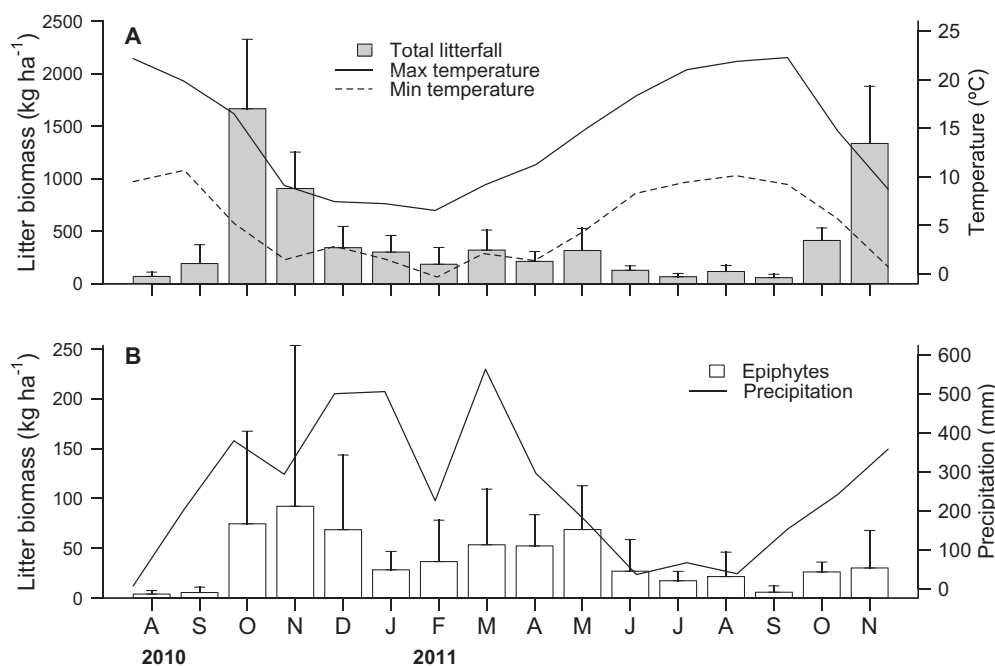 A
Total litterfall
Max temperature
Min temperature
Litter biomass (kg ha⁻¹)
2500
2000
1500
1000
500
0
25
20
15
10
5
0
Temperature (ºC)
B
Epiphytes
Precipitation
Litter biomass (kg ha⁻¹)
250
200
150
100
50
0
600
500
400
300
200
100
0
Precipitation (mm)
A S O N D J F M A M J J A S O N
2010 2011